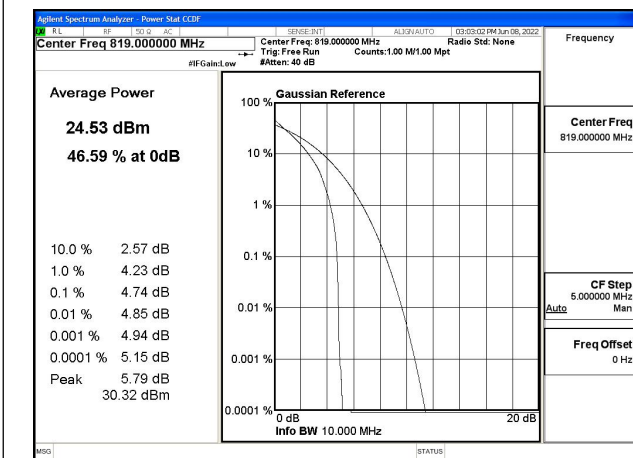 Agilent Spectrum Analyzer - Power Stat CCDF
RL RF 50 Ω AC SENSE:INT ALIGN AUTO 03:03:02 PM Jun 08, 2022
Center Freq 819.000000 MHz
Center Freq: 819.000000 MHz Radio Std: None
Trig: Free Run Counts:1.00 M/1.00 Mpt
#IFGain:Low #Atten: 40 dB
Frequency
Average Power
24.53 dBm
46.59 % at 0dB
10.0 % 2.57 dB
1.0 % 4.23 dB
0.1 % 4.74 dB
0.01 % 4.85 dB
0.001 % 4.94 dB
0.0001 % 5.15 dB
Peak 5.79 dB
30.32 dBm
Gaussian Reference
100 %
10 %
1 %
0.1 %
0.01 %
0.001 %
0.0001 %
0 dB 20 dB
Info BW 10.000 MHz
Center Freq
819.000000 MHz
CF Step
5.000000 MHz
Auto Man
Freq Offset
0 Hz
MSG STATUS